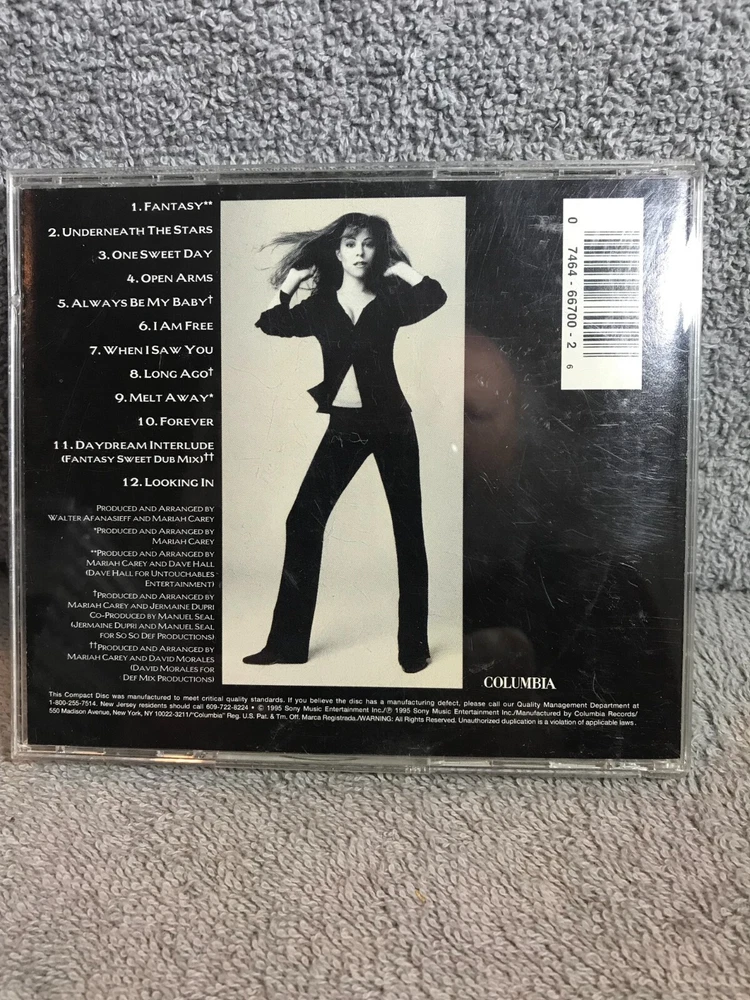 1. FANTASY**
2. UNDERNEATH THE STARS
3. ONE SWEET DAY
4. OPEN ARMS
5. ALWAYS BE MY BABY†
6. I AM FREE
7. WHEN I SAW YOU
8. LONG AGO†
9. MELT AWAY*
10. FOREVER
11. DAYDREAM INTERLUDE
(FANTASY SWEET DUB MIX)††
12. LOOKING IN
PRODUCED AND ARRANGED BY
WALTER AFANASIEFF AND MARIAH CAREY
*PRODUCED AND ARRANGED BY
MARIAH CAREY
**PRODUCED AND ARRANGED BY
MARIAH CAREY AND DAVE HALL
(DAVE HALL FOR UNTOUCHABLES
ENTERTAINMENT)
†PRODUCED AND ARRANGED BY
MARIAH CAREY AND JERMAINE DUPRI
CO-PRODUCED BY MANUEL SEAL
(JERMAINE DUPRI AND MANUEL SEAL
FOR SO SO DEF PRODUCTIONS)
††PRODUCED AND ARRANGED BY
MARIAH CAREY AND DAVID MORALES
(DAVID MORALES FOR
DEF MIX PRODUCTIONS)
0 7464-66700-2 6
COLUMBIA
This Compact Disc was manufactured to meet critical quality standards. If you believe the disc has a manufacturing defect, please call our Quality Management Department at
1-800-255-7514. New Jersey residents should call 609-722-8224 • © 1995 Sony Music Entertainment Inc./℗ 1995 Sony Music Entertainment Inc./Manufactured by Columbia Records/
550 Madison Avenue, New York, NY 10022-3211/"Columbia" Reg. U.S. Pat. & Tm. Off. Marca Registrada./WARNING: All Rights Reserved. Unauthorized duplication is a violation of applicable laws.